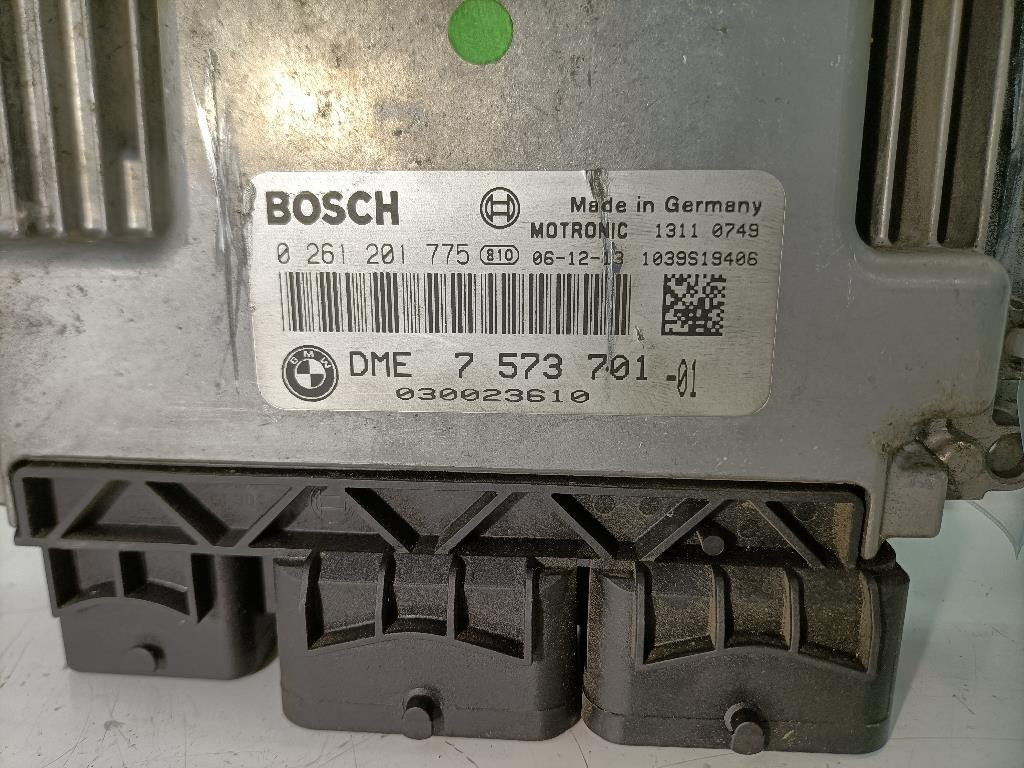 BOSCH Made in Germany
MOTRONIC 1311 0749
0 261 201 775 810 06-12-13 1039S19406
BMW DME 7 573 701 -01
030023610